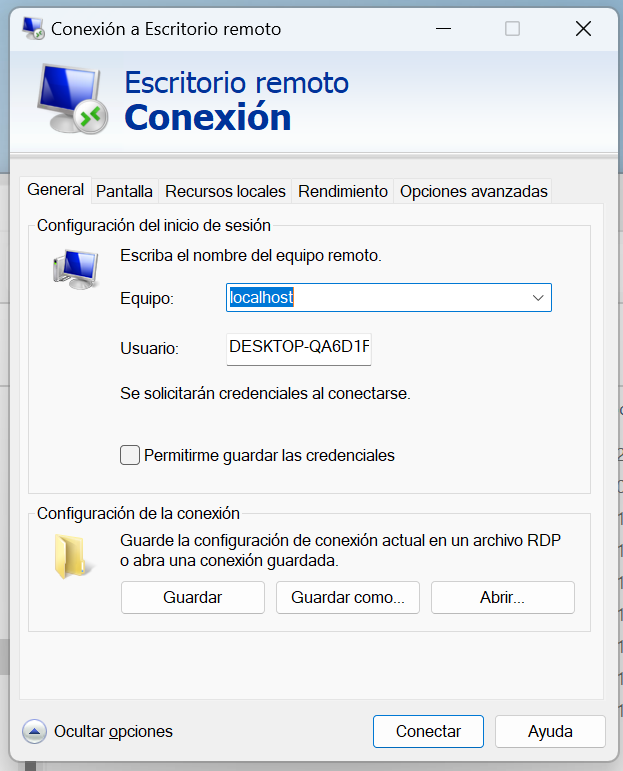 Conexión a Escritorio remoto
Escritorio remoto
Conexión
General Pantalla Recursos locales Rendimiento Opciones avanzadas
Configuración del inicio de sesión
Escriba el nombre del equipo remoto.
Equipo: localhost
Usuario: DESKTOP-QA6D1F
Se solicitarán credenciales al conectarse.
Permitirme guardar las credenciales
Configuración de la conexión
Guarde la configuración de conexión actual en un archivo RDP
o abra una conexión guardada.
Guardar Guardar como... Abrir...
Ocultar opciones Conectar Ayuda